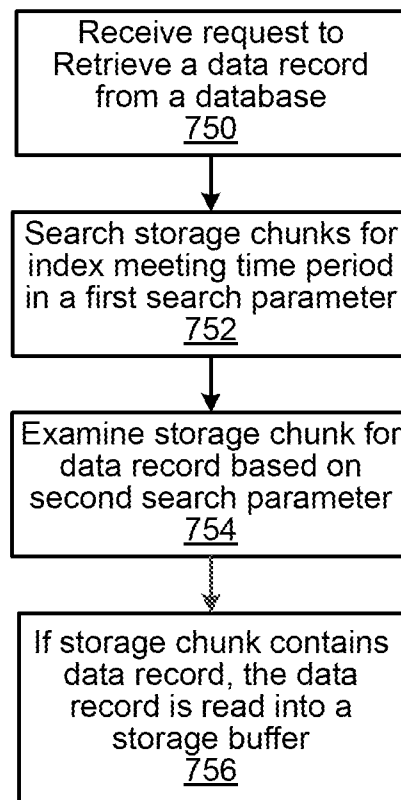 Receive request to
Retrieve a data record
from a database
750
Search storage chunks for
index meeting time period
in a first search parameter
752
Examine storage chunk for
data record based on
second search parameter
754
If storage chunk contains
data record, the data
record is read into a
storage buffer
756